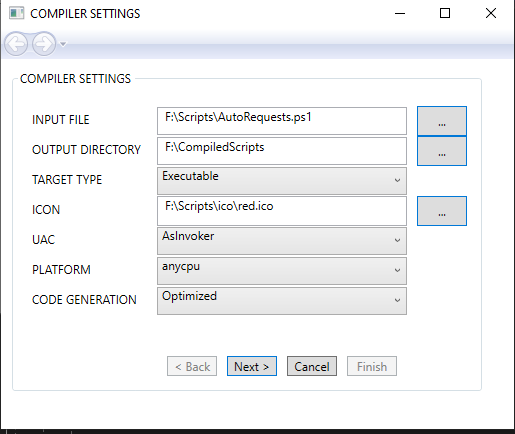 COMPILER SETTINGS
COMPILER SETTINGS
INPUT FILE F:\Scripts\AutoRequests.ps1 ...
OUTPUT DIRECTORY F:\CompiledScripts ...
TARGET TYPE Executable
ICON F:\Scripts\ico\red.ico ...
UAC AsInvoker
PLATFORM anycpu
CODE GENERATION Optimized
< Back Next > Cancel Finish